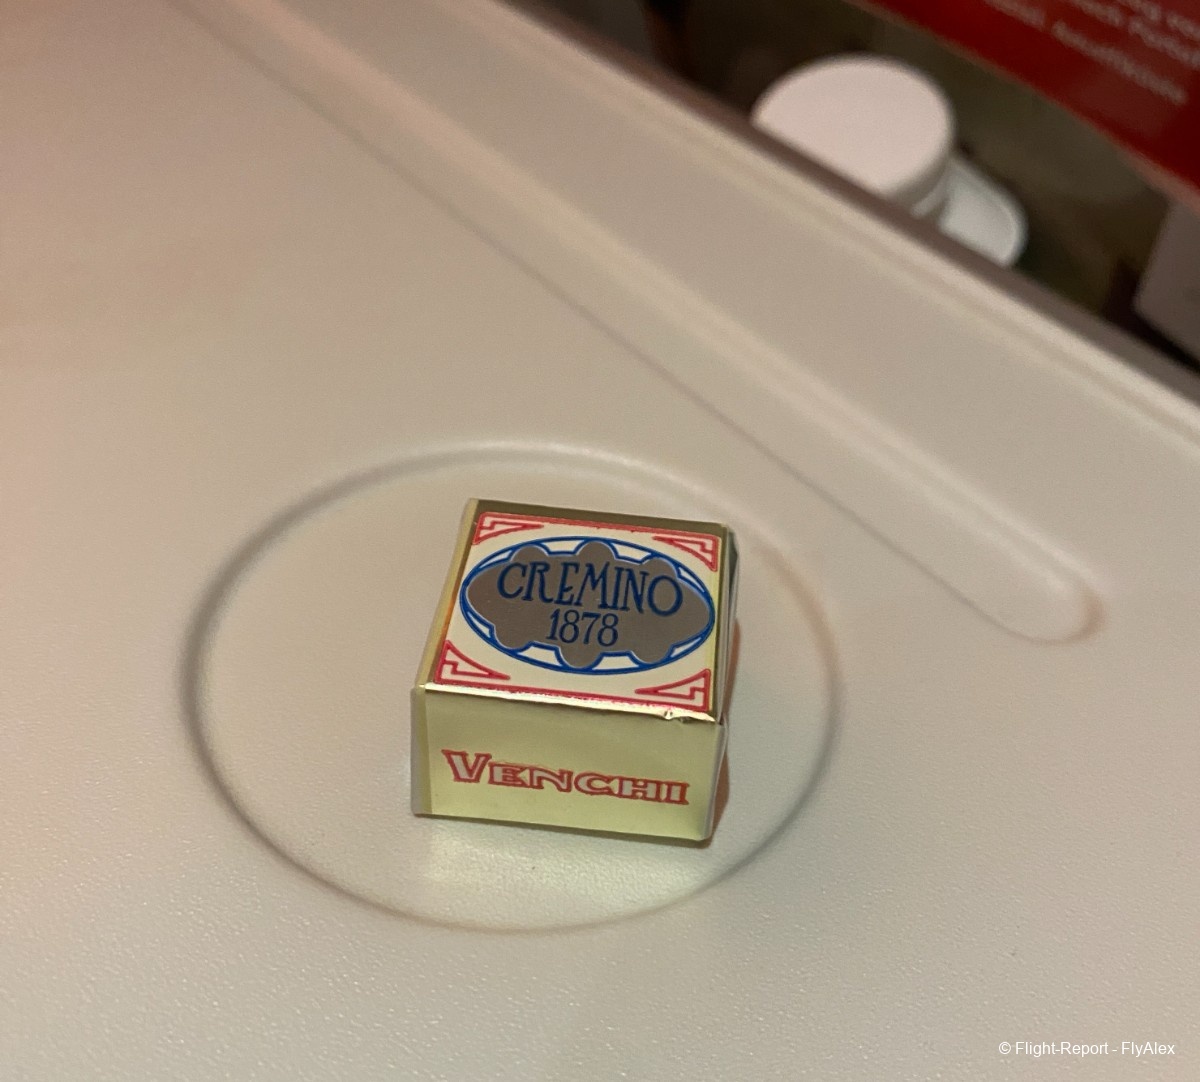 CREMINO
1878
VENCHI
© Flight-Report - FlyAlex